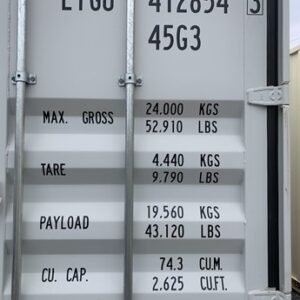 LYGU 412854 3
45G3
MAX. GROSS 24.000 KGS
52.910 LBS
TARE 4.440 KGS
9.790 LBS
PAYLOAD 19.560 KGS
43.120 LBS
CU. CAP. 74.3 CU.M.
2.625 CU.FT.